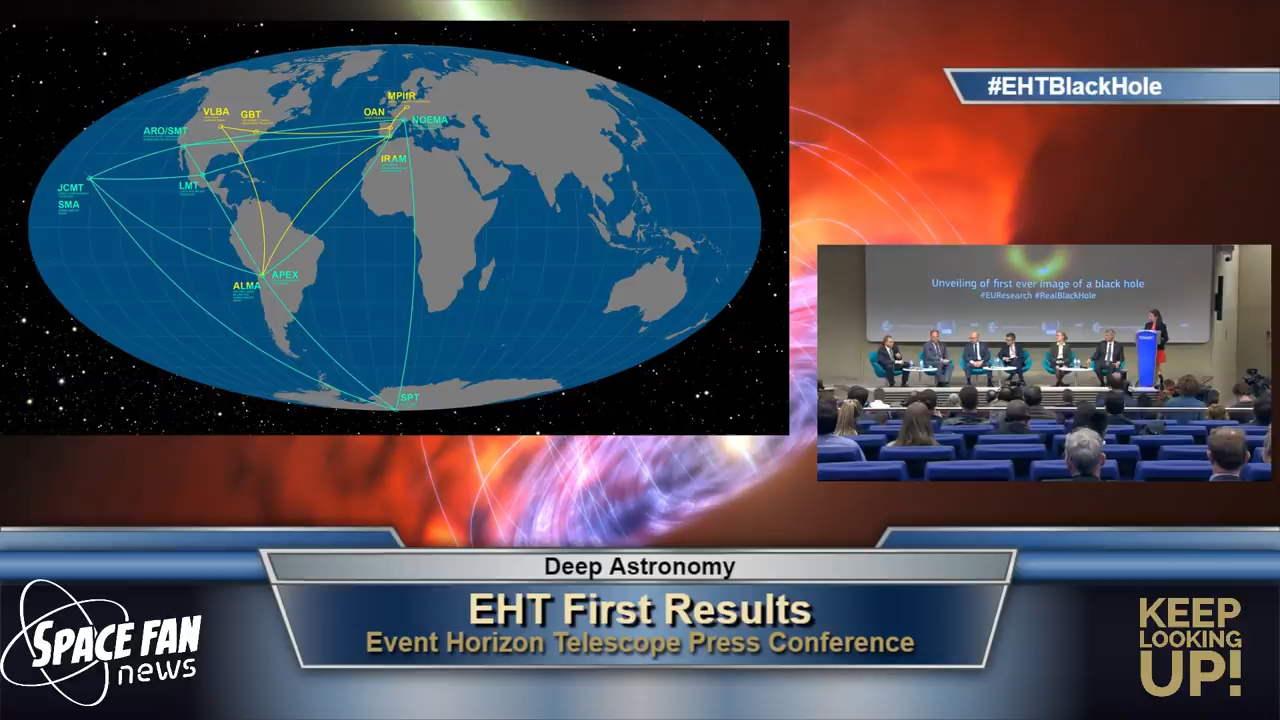 #EHTBlackHole
MPIfR
VLBA
GBT
OAN
NOEMA
ARO/SMT
IRAM
LMT
JCMT
SMA
APEX
ALMA
SPT
Unveiling of first ever image of a black hole
#EUResearch #RealBlackHole
Deep Astronomy
EHT First Results
Event Horizon Telescope Press Conference
SPACE FAN
news
KEEP
LOOKING
UP!